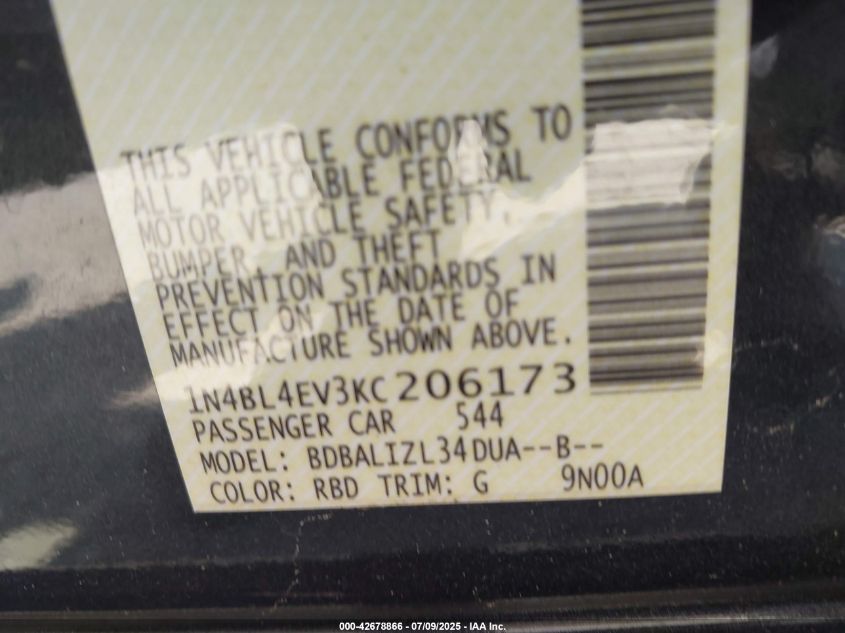 THIS VEHICLE CONFORMS TO
ALL APPLICABLE FEDERAL
MOTOR VEHICLE SAFETY,
BUMPER, AND THEFT
PREVENTION STANDARDS IN
EFFECT ON THE DATE OF
MANUFACTURE SHOWN ABOVE.
1N4BL4EV3KC206173
PASSENGER CAR 544
MODEL: BDBALIZL34DUA--B--
COLOR: RBD TRIM: G 9N00A
000-42678866 - 07/09/2025 - IAA Inc.